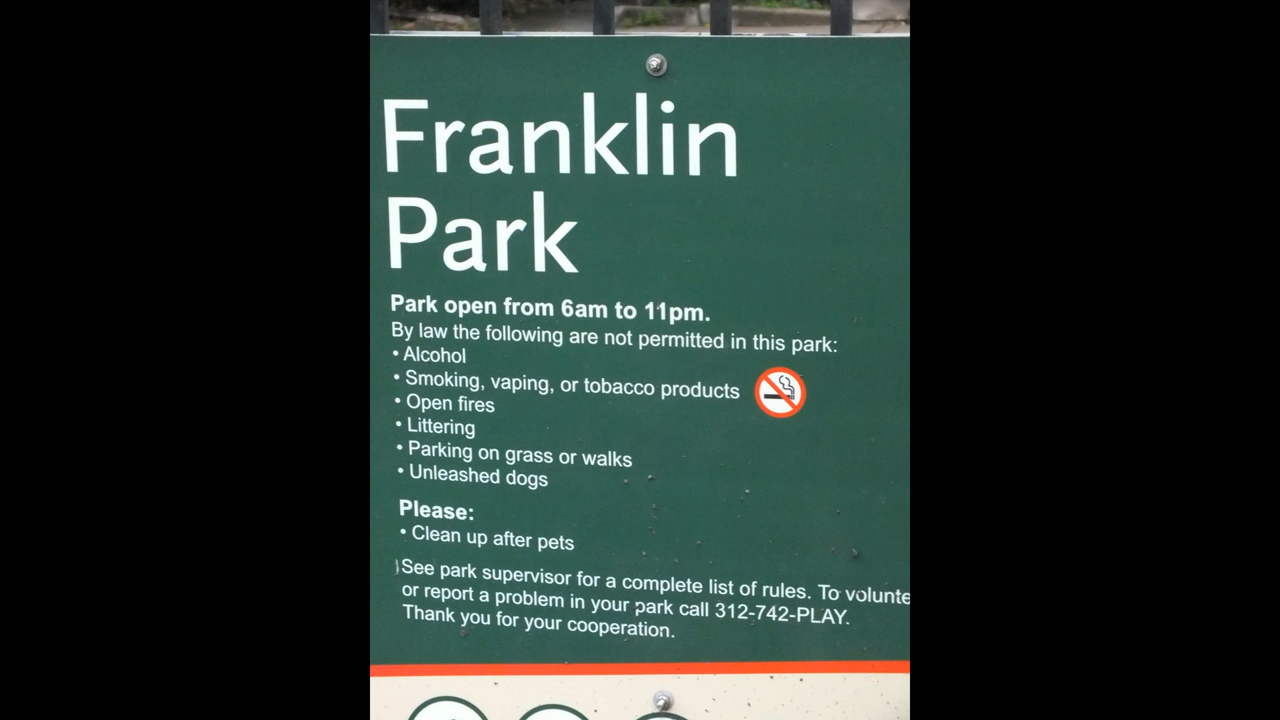 Franklin
Park
Park open from 6am to 11pm.
By law the following are not permitted in this park:
• Alcohol
• Smoking, vaping, or tobacco products
• Open fires
• Littering
• Parking on grass or walks
• Unleashed dogs
Please:
• Clean up after pets
See park supervisor for a complete list of rules. To volunte
or report a problem in your park call 312-742-PLAY.
Thank you for your cooperation.